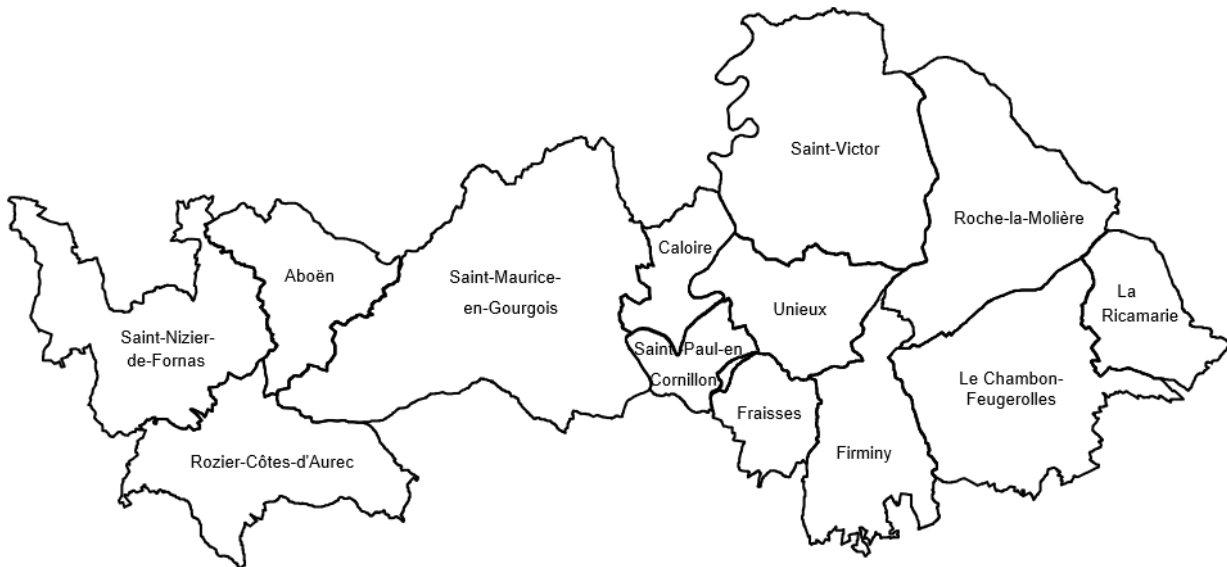 Saint-Victor
Roche-la-Molière
Caloire
Aboën
Saint-Maurice-
en-Gourgois
La
Ricamarie
Unieux
Saint-Nizier-
de-Fornas
Saint-Paul-en
Cornillon
Le Chambon-
Feugerolles
Fraisses
Firminy
Rozier-Côtes-d'Aurec